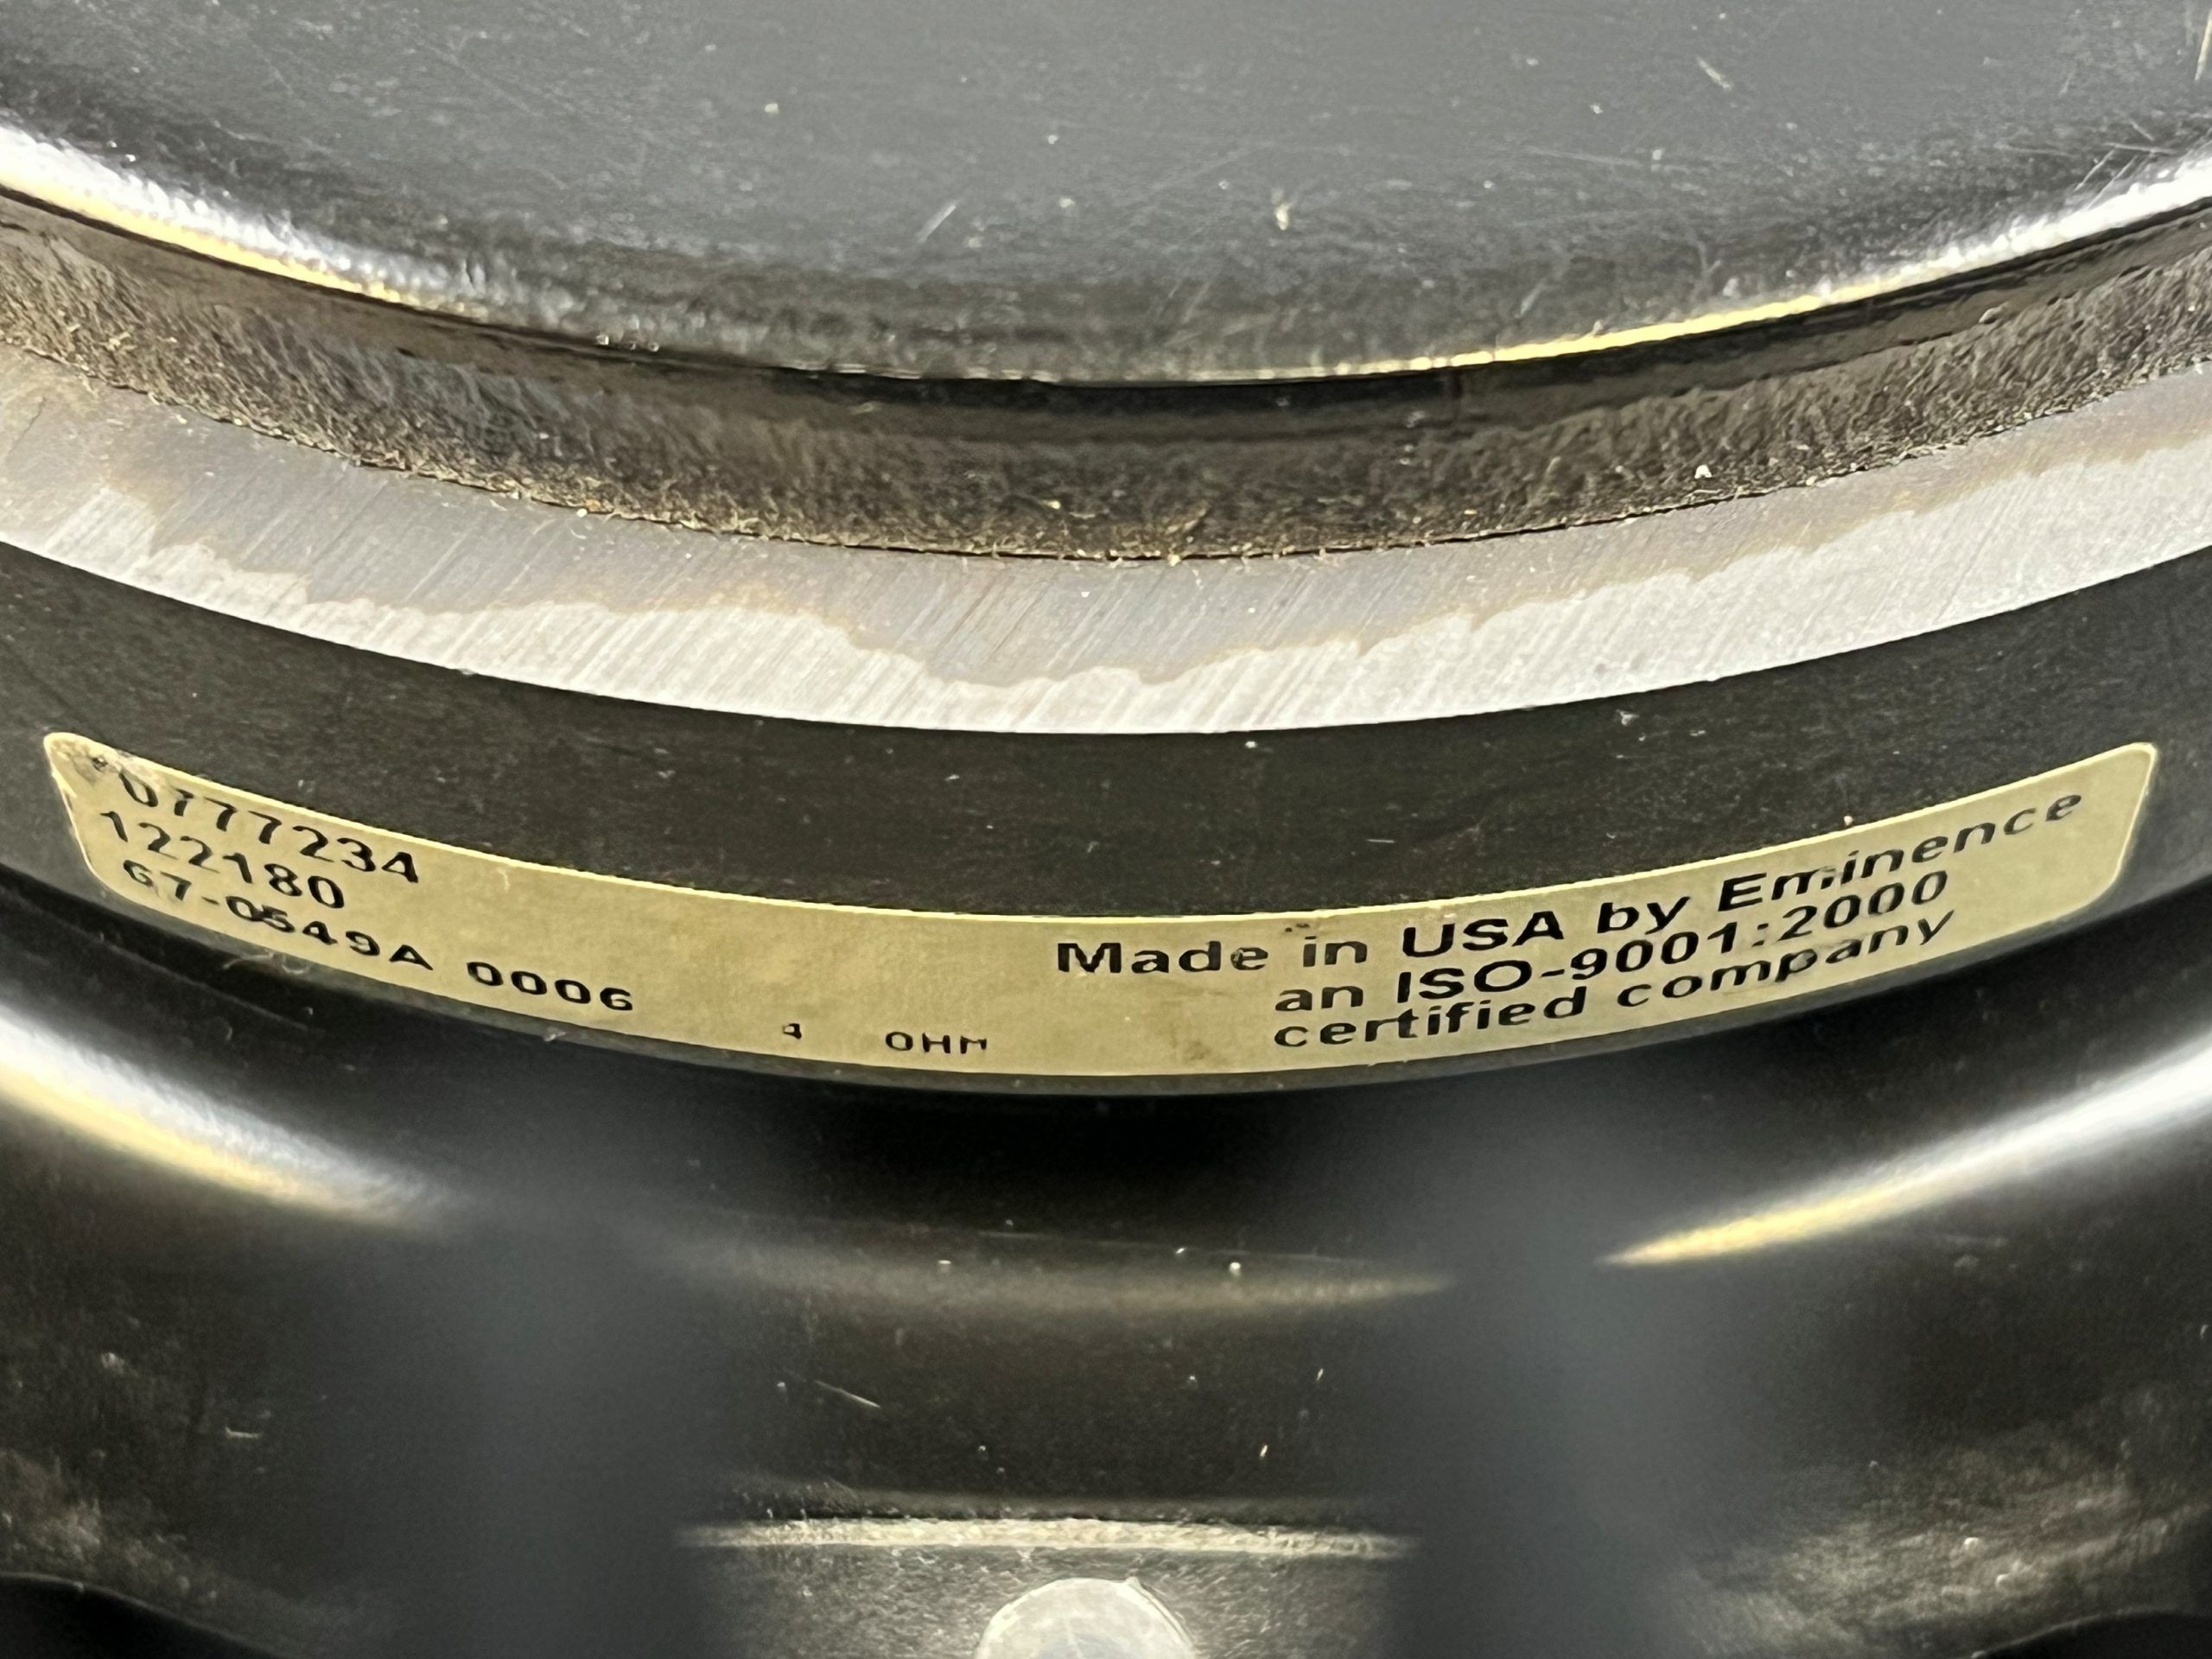 0777234
122180
67-0549A 0006
4 OHM
Made in USA by Eminence
an ISO-9001:2000
certified company